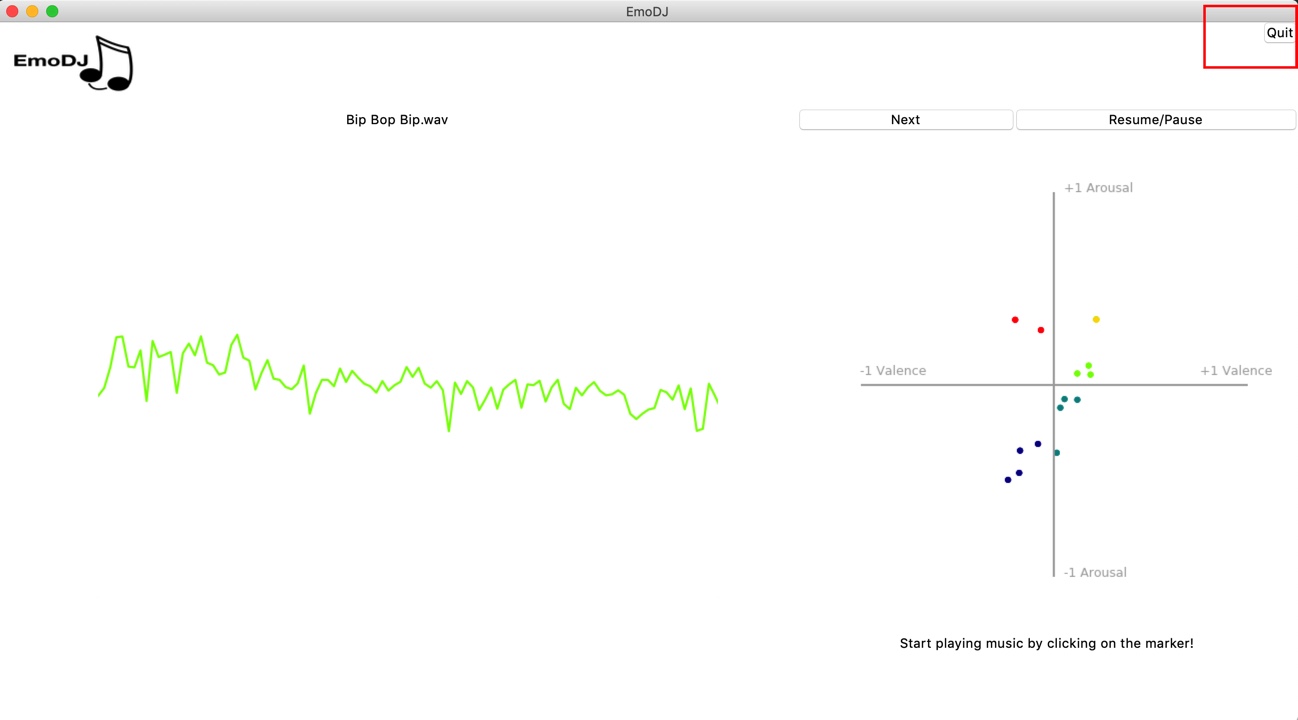 EmoDJ
Quit
EmoDJ
Bip Bop Bip.wav
Next
Resume/Pause
+1 Arousal
-1 Valence
+1 Valence
-1 Arousal
Start playing music by clicking on the marker!